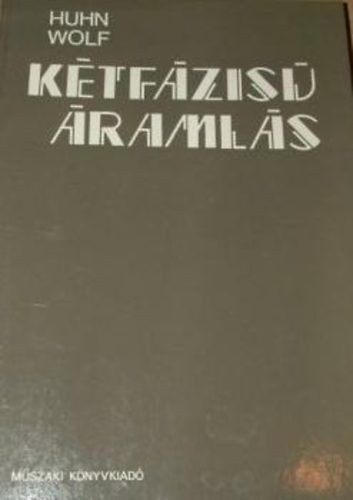 HUHN
WOLF
KÉTFÁZISÚ
ÁRAMLÁS
MŰSZAKI KÖNYVKIADÓ